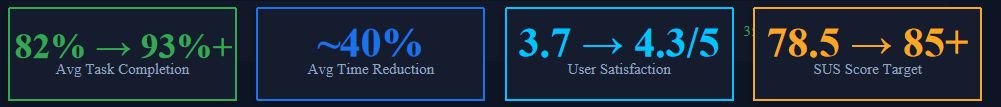 82% → 93%+
Avg Task Completion
~40%
Avg Time Reduction
3.7 → 4.3/5
User Satisfaction
78.5 → 85+
SUS Score Target